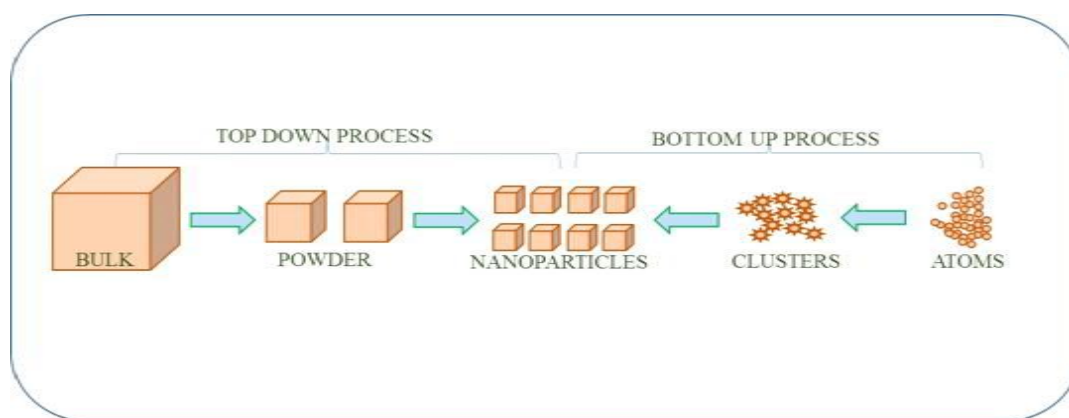 TOP DOWN PROCESS
BOTTOM UP PROCESS
BULK
POWDER
NANOPARTICLES
CLUSTERS
ATOMS